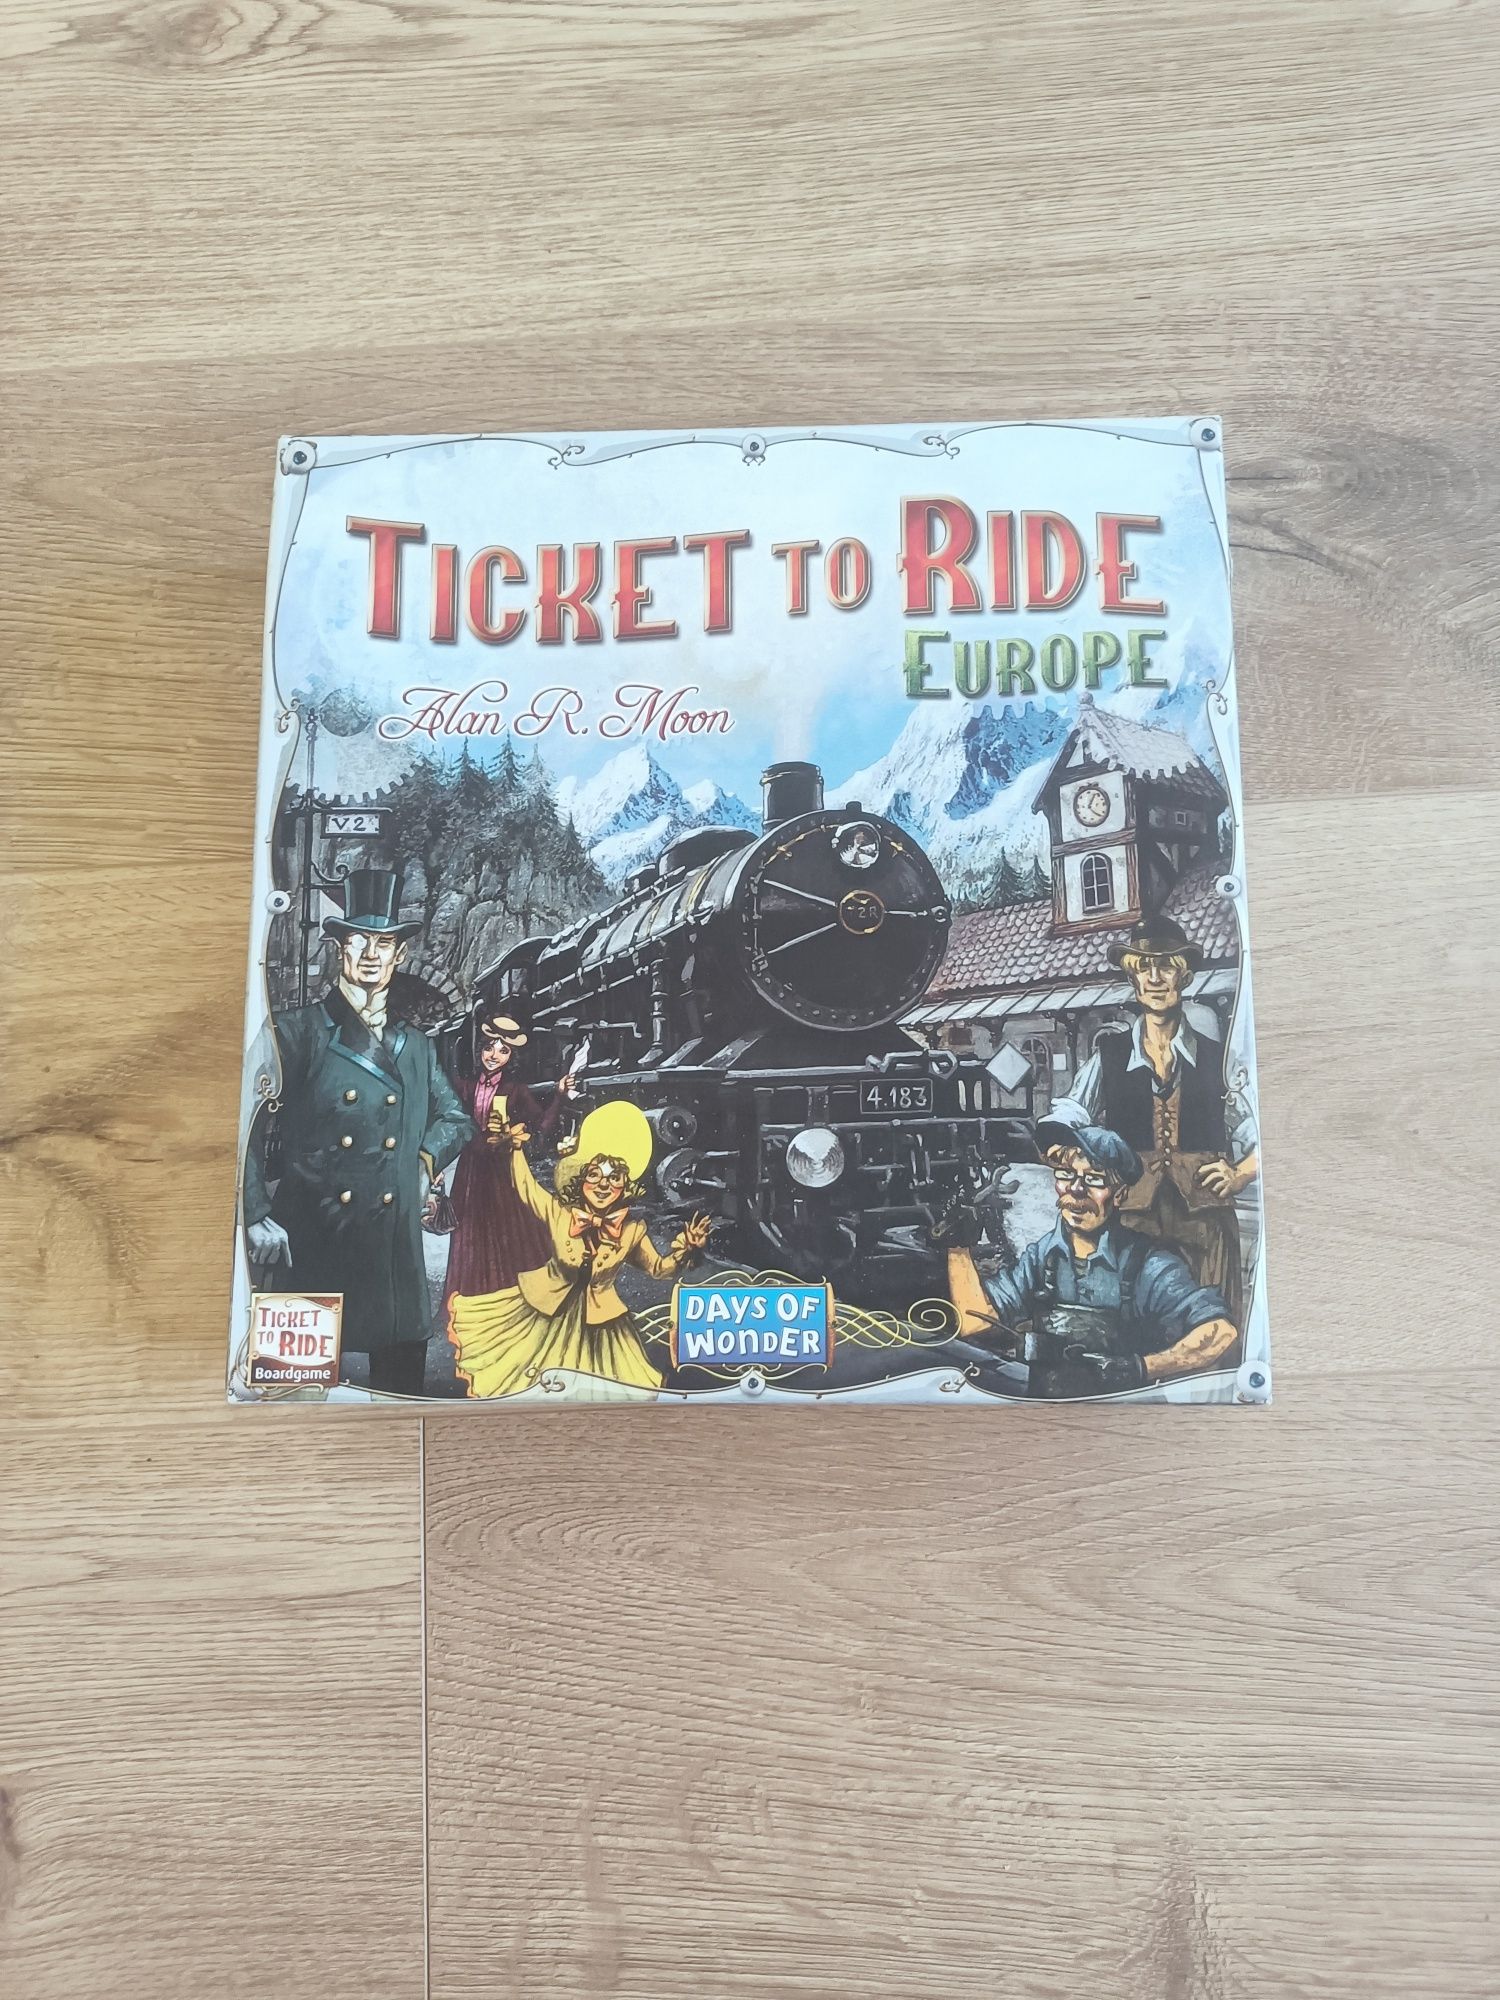 TICKET TO RIDE
EUROPE
Alan R. Moon
V2
T2R
4.183
DAYS OF
WONDER
TICKET
TO RIDE
Boardgame